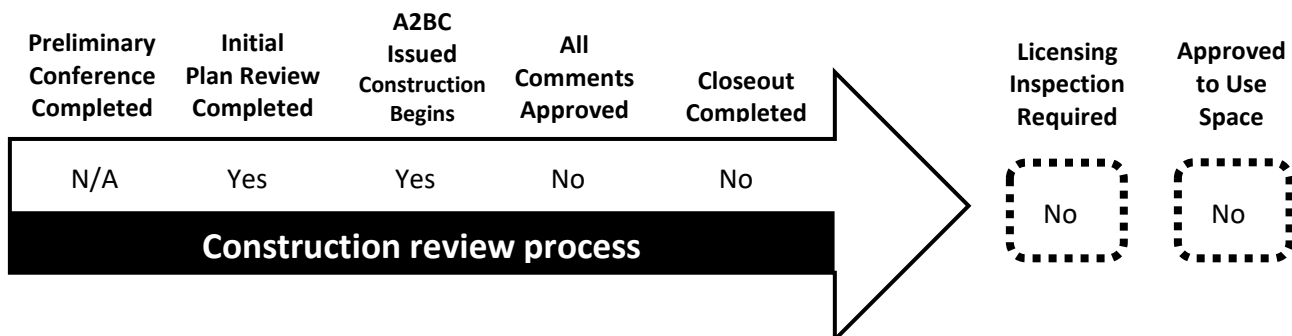 Preliminary
Conference
Completed
Initial
Plan Review
Completed
A2BC
Issued
Construction
Begins
All
Comments
Approved
Closeout
Completed
Licensing
Inspection
Required
Approved
to Use
Space
N/A
Yes
Yes
No
No
No
No
Construction review process